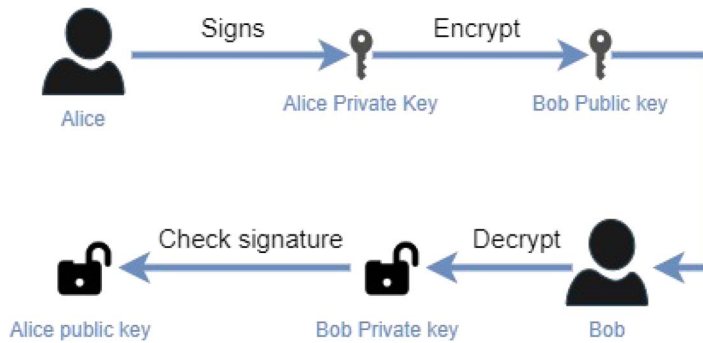 Signs
Encrypt
Alice
Alice Private Key
Bob Public key
Check signature
Decrypt
Alice public key
Bob Private key
Bob